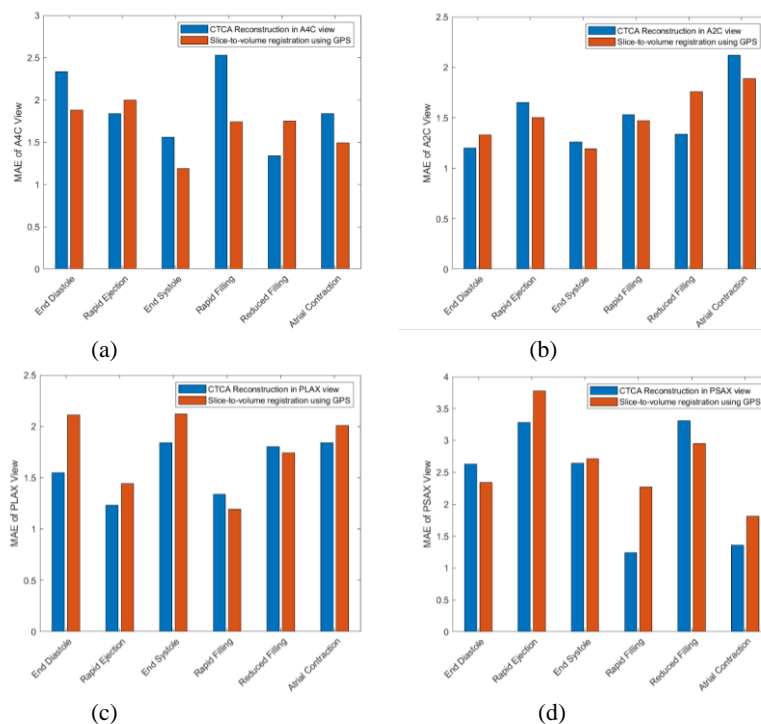 3
2.5
2
1.5
1
0.5
0
MAE of A4C View
CTCA Reconstruction in A4C view
Slice-to-volume registration using GPS
End Diastole
Rapid Ejection
End Systole
Rapid Filling
Reduced Filling
Atrial Contraction
(a)
2.5
2
1.5
1
0.5
0
MAE of A2C View
CTCA Reconstruction in A2C view
Slice-to-volume registration using GPS
End Diastole
Rapid Ejection
End Systole
Rapid Filling
Reduced Filling
Atrial Contraction
(b)
2.5
2
1.5
1
0.5
0
MAE of PLAX View
CTCA Reconstruction in PLAX view
Slice-to-volume registration using GPS
End Diastole
Rapid Ejection
End Systole
Rapid Filling
Reduced Filling
Atrial Contraction
(c)
4
3.5
3
2.5
2
1.5
1
0.5
0
MAE of PSAX View
CTCA Reconstruction in PSAX view
Slice-to-volume registration using GPS
End Diastole
Rapid Ejection
End Systole
Rapid Filling
Reduced Filling
Atrial Contraction
(d)